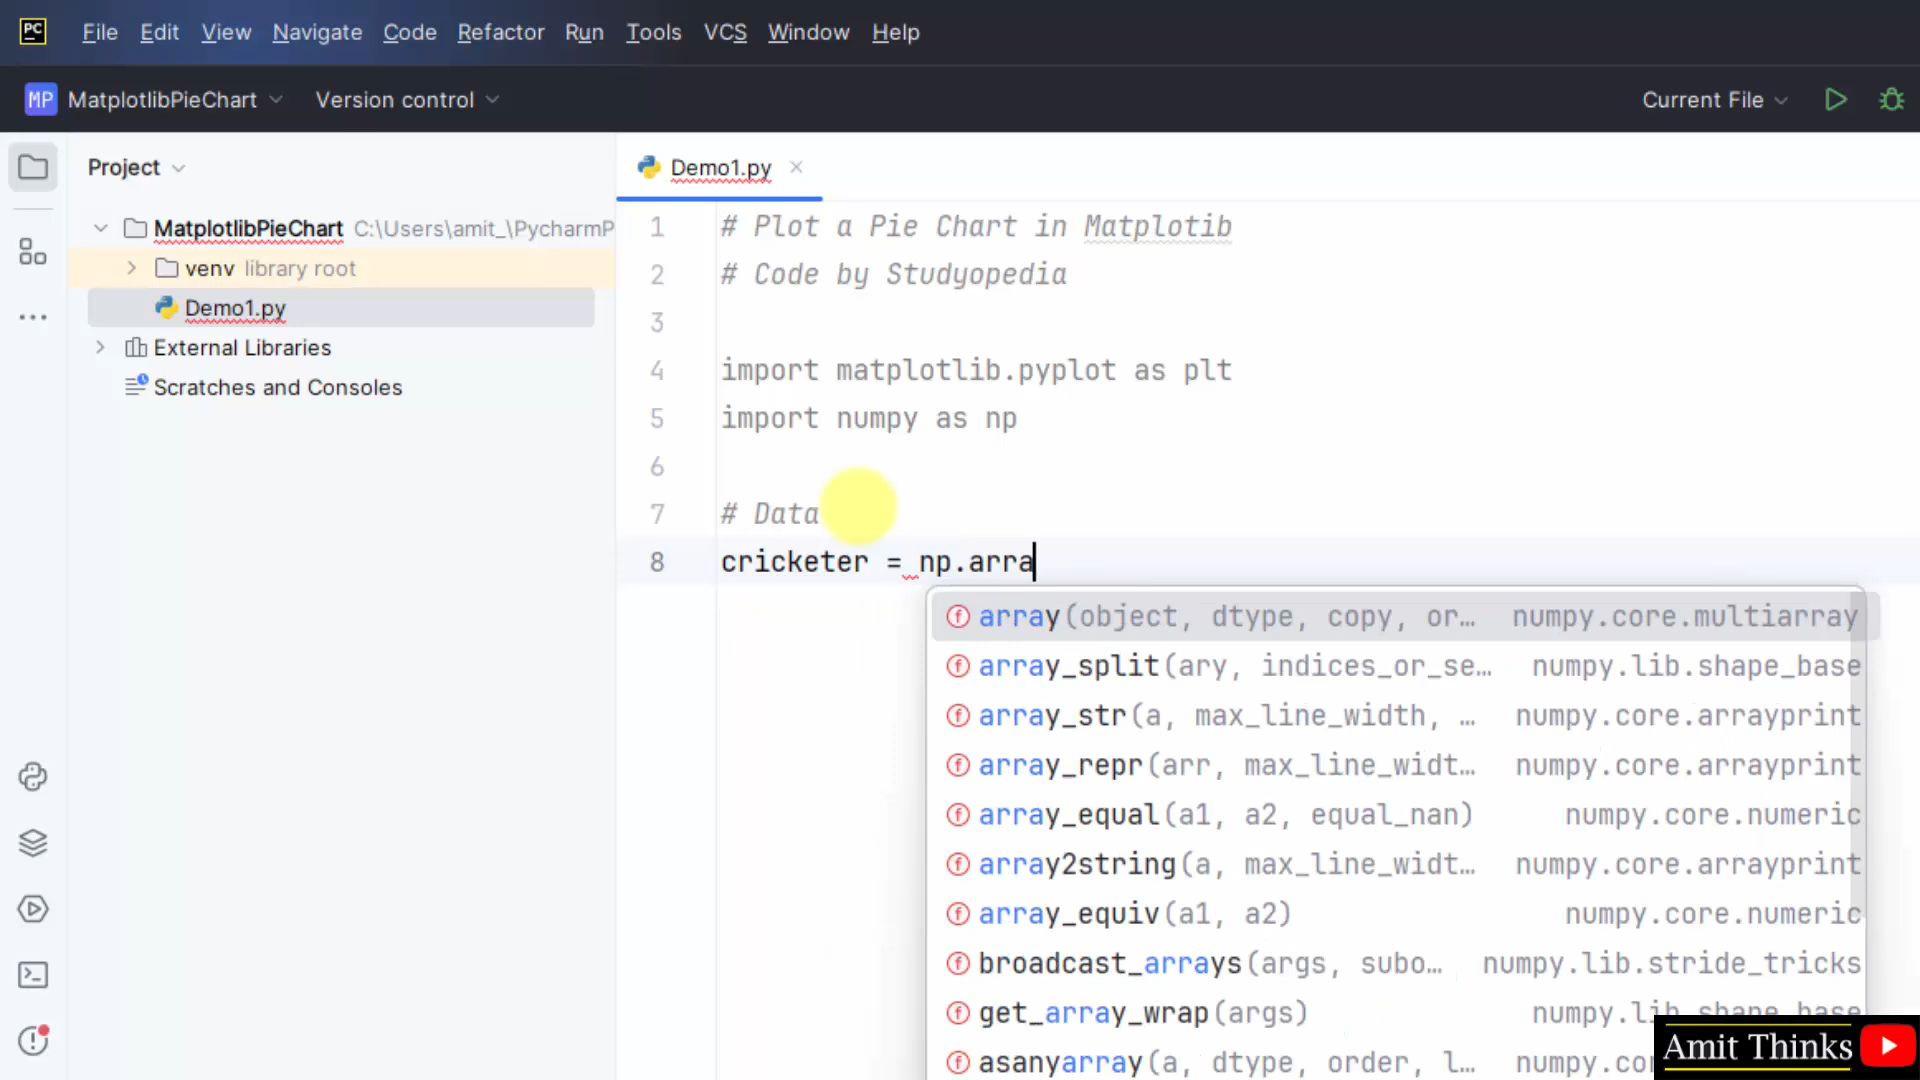 PC File Edit View Navigate Code Refactor Run Tools VCS Window Help
MP MatplotlibPieChart Version control Current File
Project
MatplotlibPieChart C:\Users\amit_\PycharmP
venv library root
Demo1.py
External Libraries
Scratches and Consoles
Demo1.py
1 # Plot a Pie Chart in Matplotib
2 # Code by Studyopedia
3
4 import matplotlib.pyplot as plt
5 import numpy as np
6
7 # Data
8 cricketer = np.arra
array(object, dtype, copy, or… numpy.core.multiarray
array_split(ary, indices_or_se… numpy.lib.shape_base
array_str(a, max_line_width, … numpy.core.arrayprint
array_repr(arr, max_line_widt… numpy.core.arrayprint
array_equal(a1, a2, equal_nan) numpy.core.numeric
array2string(a, max_line_widt… numpy.core.arrayprint
array_equiv(a1, a2) numpy.core.numeric
broadcast_arrays(args, subo… numpy.lib.stride_tricks
get_array_wrap(args) numpy.lib.shape_base
asanyarray(a, dtype, order, l… numpy.co
Amit Thinks